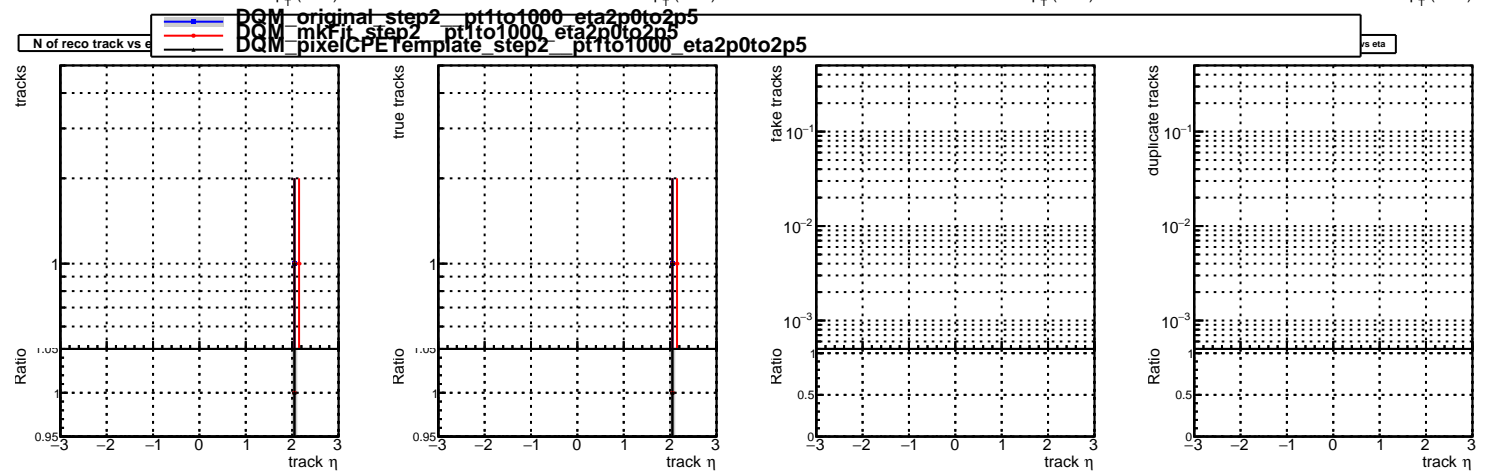 DQM_original_step2__pt1to1000_eta2p0to2p5
DQM_mkFit_step2__pt1to1000_eta2p0to2p5
DQM_pixelCPETemplate_step2__pt1to1000_eta2p0to2p5
N of reco track vs e
vs eta
tracks
1
Ratio
1.05
1
0.95
−3 −2 −1 0 1 2 3
track η
true tracks
1
Ratio
1.05
1
0.95
−3 −2 −1 0 1 2 3
track η
fake tracks
10−1
10−2
10−3
Ratio
1
0.5
0
−3 −2 −1 0 1 2 3
track η
duplicate tracks
10−1
10−2
10−3
Ratio
1
0.5
0
−3 −2 −1 0 1 2 3
track η